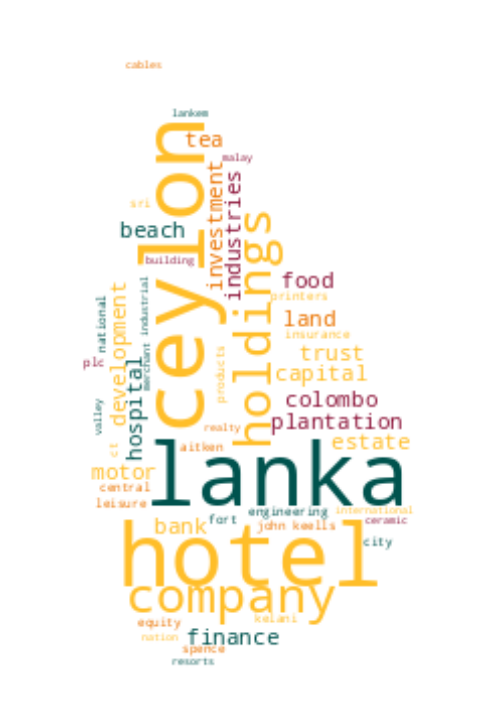 cables
lankem
tea
malay
ceylon
investment
industries
sri
beach
holdings
building
food
printers
merchant industrial
national
development
land
insurance
products
trust
plc
hospital
capital
colombo
valley
plantation
realty
estate
ct
aitken
lanka
motor
central
leisure
engineering
international
fort
bank
john keells
ceramic
hotel
city
company
kelani
equity
finance
nation
spence
resorts